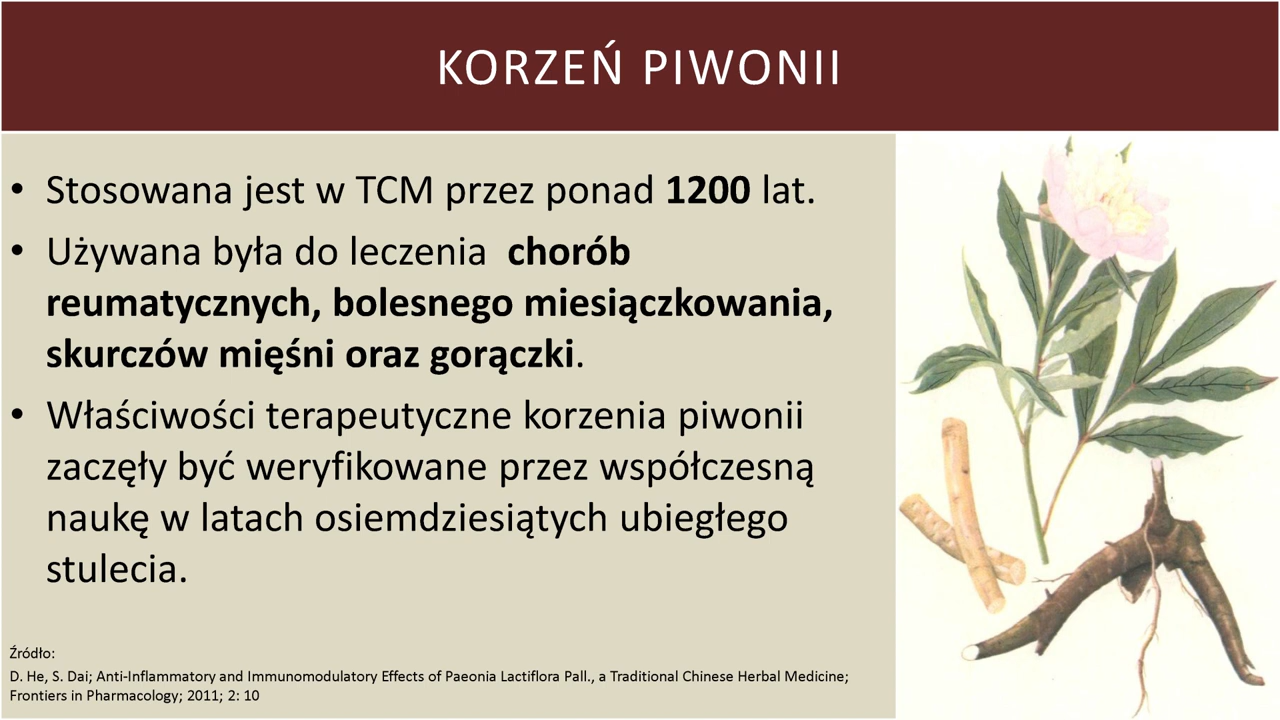 KORZEŃ PIWONII
• Stosowana jest w TCM przez ponad 1200 lat.
• Używana była do leczenia chorób
reumatycznych, bolesnego miesiączkowania,
skurczów mięśni oraz gorączki.
• Właściwości terapeutyczne korzenia piwonii
zaczęły być weryfikowane przez współczesną
naukę w latach osiemdziesiątych ubiegłego
stulecia.
Źródło:
D. He, S. Dai; Anti-Inflammatory and Immunomodulatory Effects of Paeonia Lactiflora Pall., a Traditional Chinese Herbal Medicine;
Frontiers in Pharmacology; 2011; 2: 10